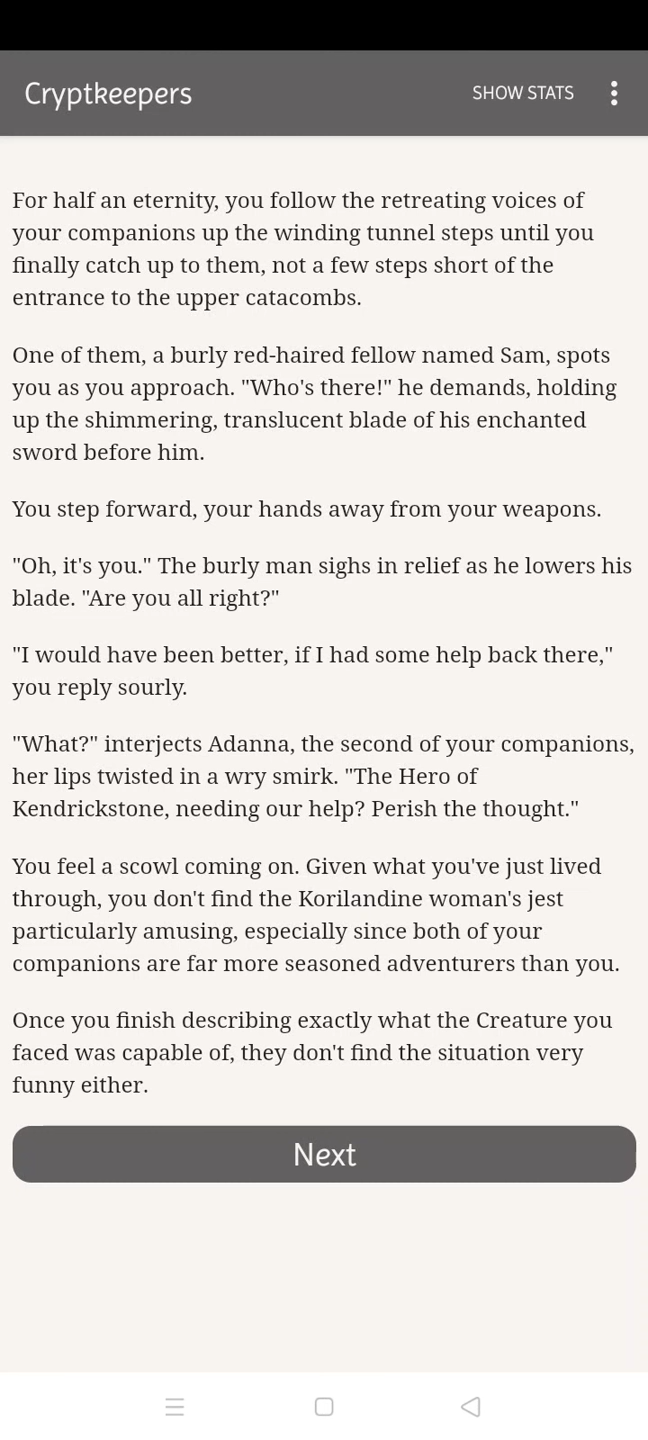 Cryptkeepers
SHOW STATS
For half an eternity, you follow the retreating voices of
your companions up the winding tunnel steps until you
finally catch up to them, not a few steps short of the
entrance to the upper catacombs.
One of them, a burly red-haired fellow named Sam, spots
you as you approach. "Who's there!" he demands, holding
up the shimmering, translucent blade of his enchanted
sword before him.
You step forward, your hands away from your weapons.
"Oh, it's you." The burly man sighs in relief as he lowers his
blade. "Are you all right?"
"I would have been better, if I had some help back there,"
you reply sourly.
"What?" interjects Adanna, the second of your companions,
her lips twisted in a wry smirk. "The Hero of
Kendrickstone, needing our help? Perish the thought."
You feel a scowl coming on. Given what you've just lived
through, you don't find the Korilandine woman's jest
particularly amusing, especially since both of your
companions are far more seasoned adventurers than you.
Once you finish describing exactly what the Creature you
faced was capable of, they don't find the situation very
funny either.
Next